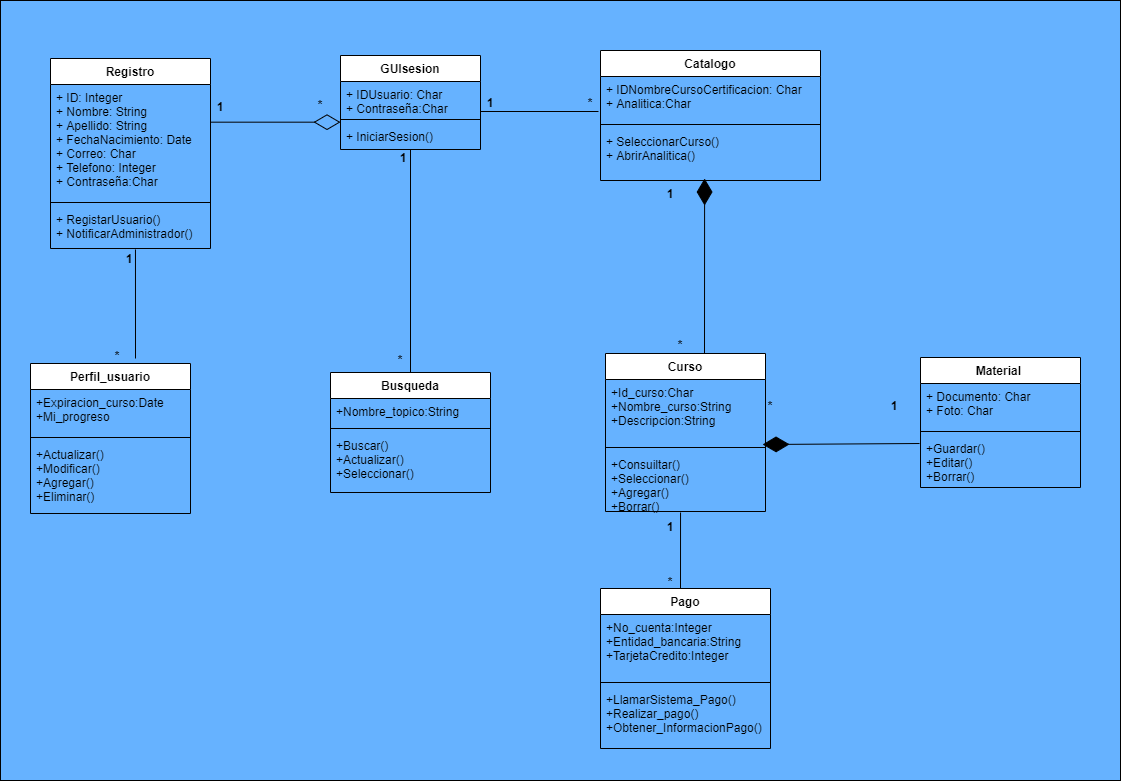 Registro
+ ID: Integer
+ Nombre: String
+ Apellido: String
+ FechaNacimiento: Date
+ Correo: Char
+ Telefono: Integer
+ Contraseña:Char
+ RegistarUsuario()
+ NotificarAdministrador()
1
*
GUIsesion
+ IDUsuario: Char
+ Contraseña:Char
+ IniciarSesion()
1
*
Catalogo
+ IDNombreCursoCertificacion: Char
+ Analitica:Char
+ SeleccionarCurso()
+ AbrirAnalitica()
1
*
1
*
1
*
Perfil_usuario
+Expiracion_curso:Date
+Mi_progreso
+Actualizar()
+Modificar()
+Agregar()
+Eliminar()
Busqueda
+Nombre_topico:String
+Buscar()
+Actualizar()
+Seleccionar()
Curso
+Id_curso:Char
+Nombre_curso:String
+Descripcion:String
+Consuiltar()
+Seleccionar()
+Agregar()
+Borrar()
*
1
Material
+ Documento: Char
+ Foto: Char
+Guardar()
+Editar()
+Borrar()
1
*
Pago
+No_cuenta:Integer
+Entidad_bancaria:String
+TarjetaCredito:Integer
+LlamarSistema_Pago()
+Realizar_pago()
+Obtener_InformacionPago()